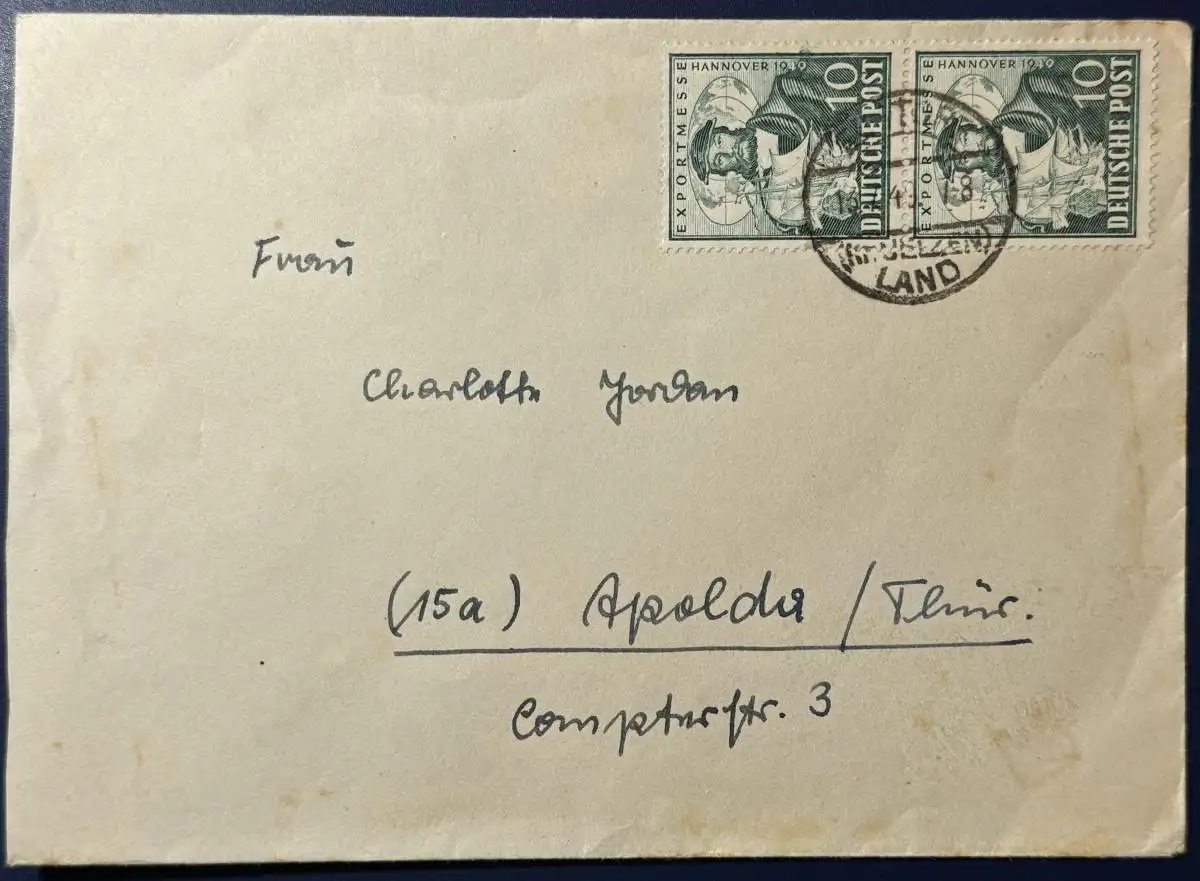 EXPORTMESSE HANNOVER 1949
10 DEUTSCHE POST
EXPORTMESSE HANNOVER 1949
10 DEUTSCHE POST
UELZEN
LAND
Frau
Charlotte Jordan
(15a) Apolda / Thür.
Compterstr. 3